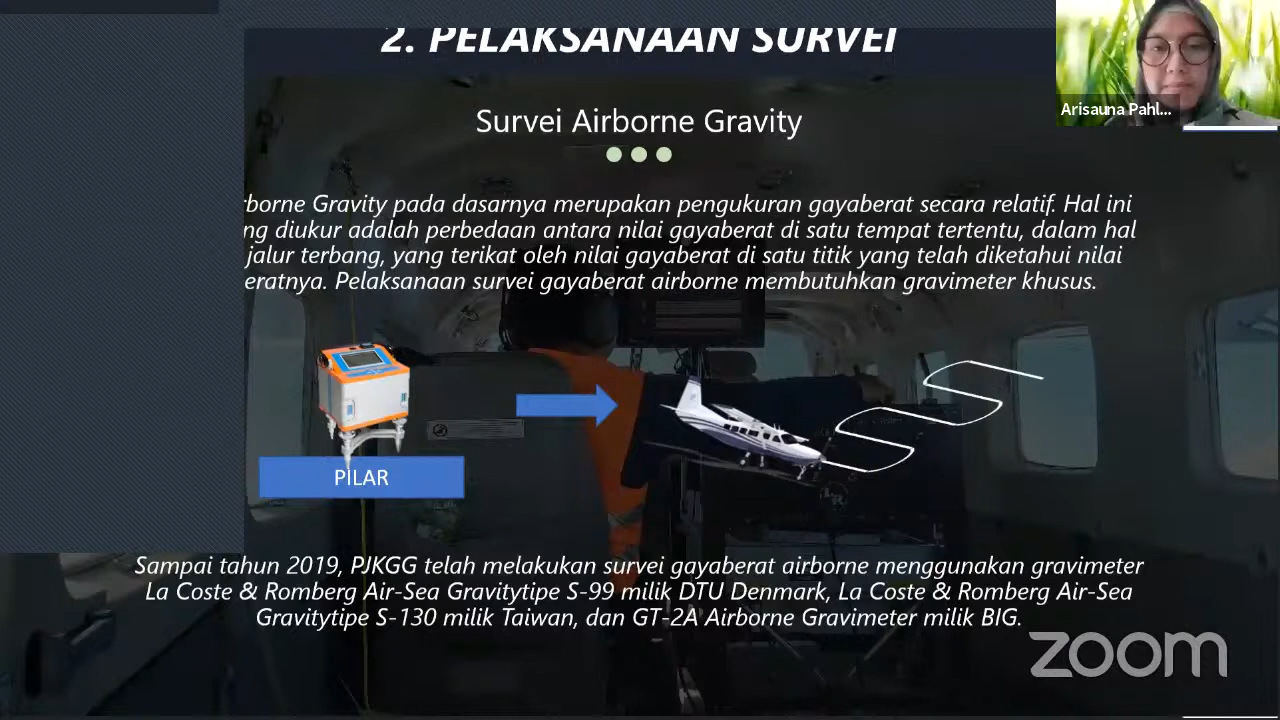 2. PELAKSANAAN SURVEI
Arisauna Pahl...
Survei Airborne Gravity
Gravity pada dasarnya merupakan pengukuran gayaberat secara relatif. Hal ini
diukur adalah perbedaan antara nilai gayaberat di satu tempat tertentu, dalam hal
jalur terbang, yang terikat oleh nilai gayaberat di satu titik yang telah diketahui nilai
Pelaksanaan survei gayaberat airborne membutuhkan gravimeter khusus.
PILAR
Sampai tahun 2019, PJKGG telah melakukan survei gayaberat airborne menggunakan gravimeter
La Coste & Romberg Air-Sea Gravitytipe S-99 milik DTU Denmark, La Coste & Romberg Air-Sea
Gravitytipe S-130 milik Taiwan, dan GT-2A Airborne Gravimeter milik BIG.
zoom